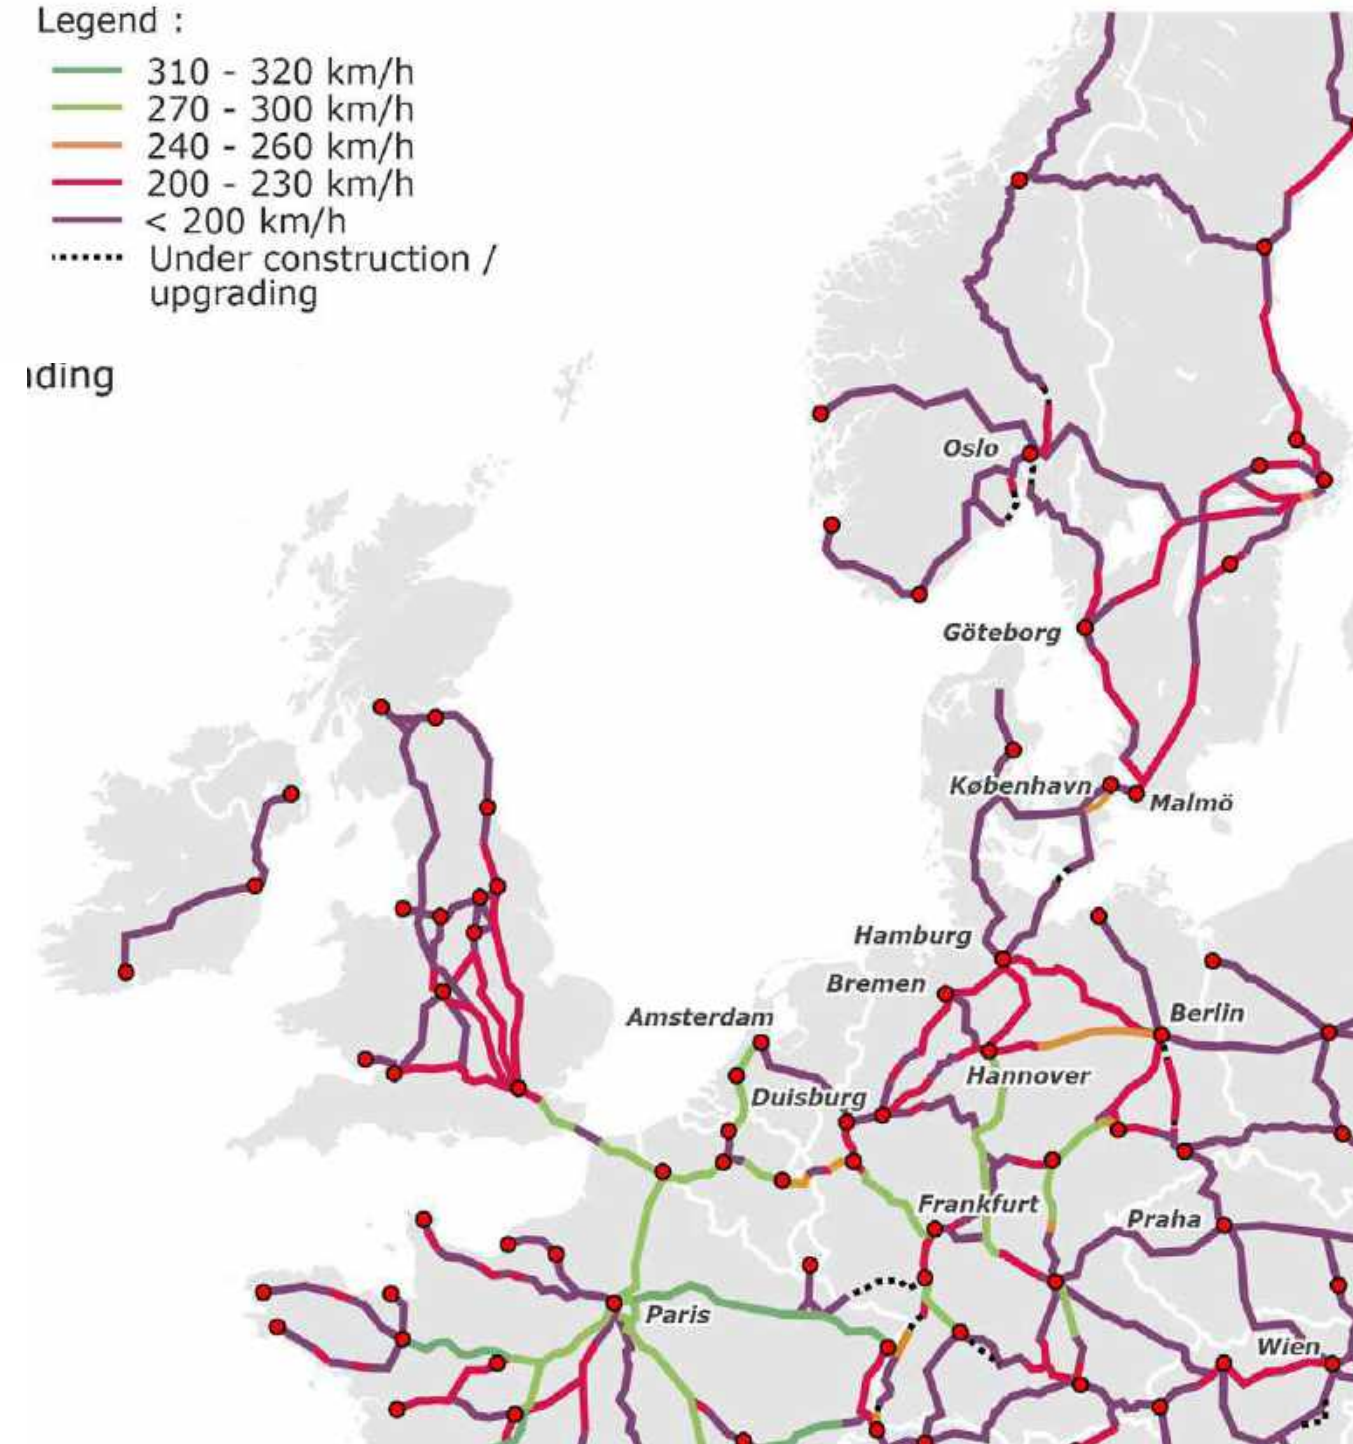 Legend :
310 - 320 km/h
270 - 300 km/h
240 - 260 km/h
200 - 230 km/h
< 200 km/h
Under construction /
upgrading
ding
Oslo
Göteborg
København
Malmö
Hamburg
Bremen
Amsterdam
Berlin
Hannover
Duisburg
Frankfurt
Praha
Paris
Wien